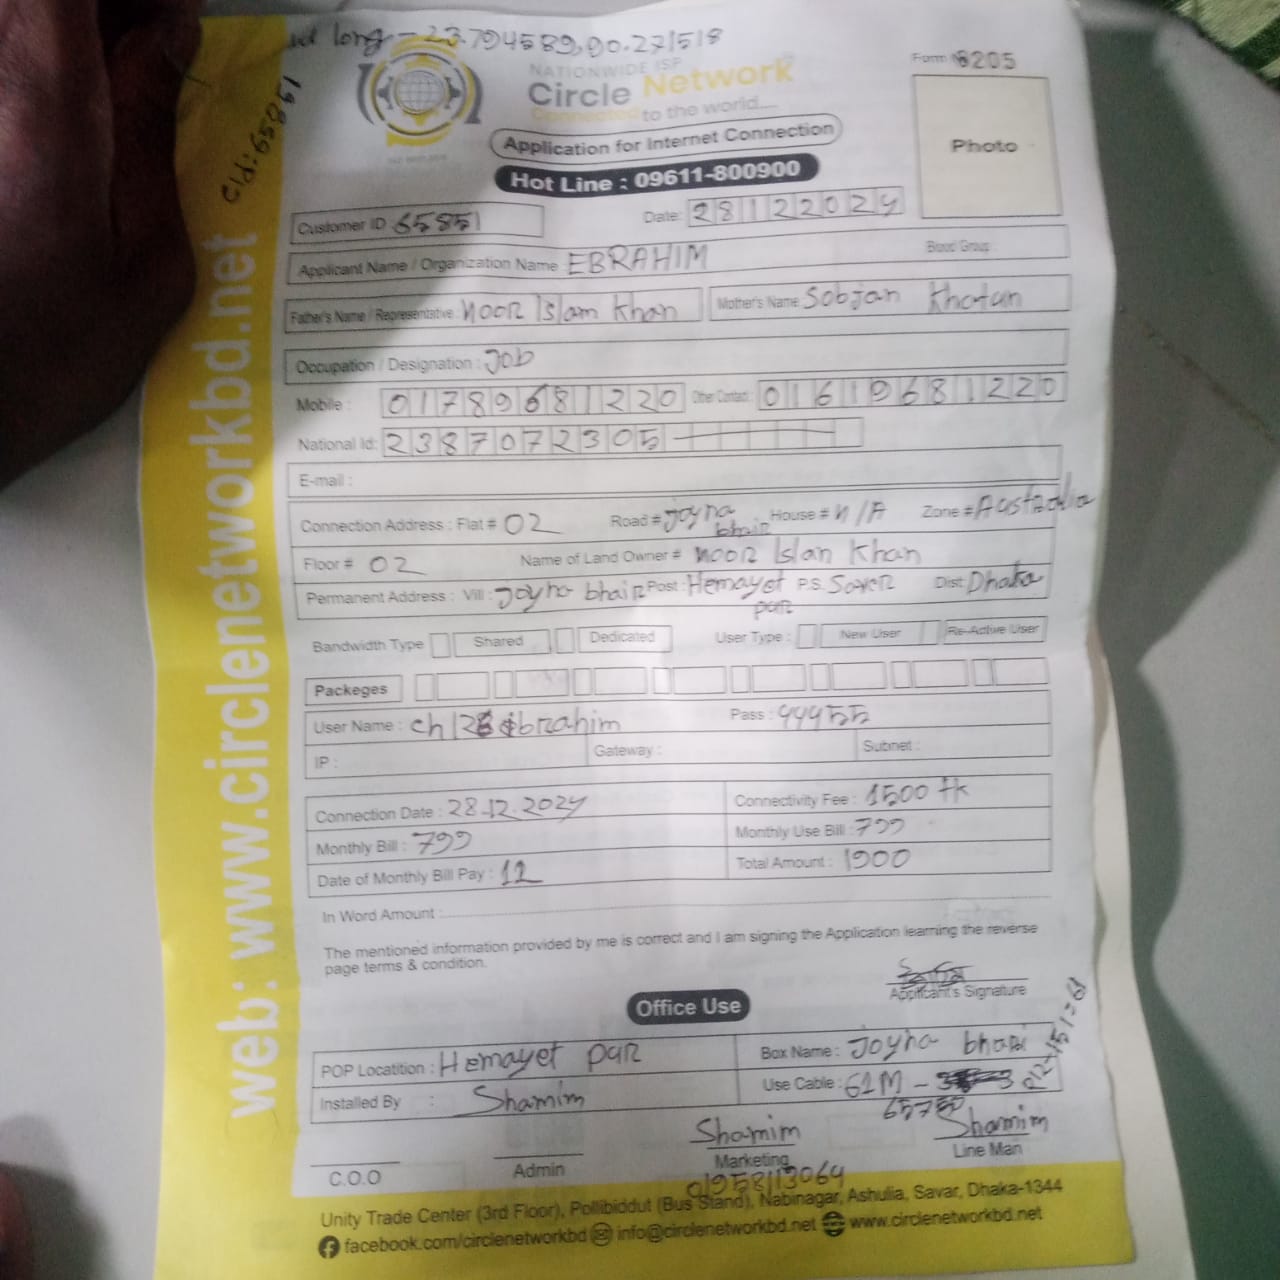 long - 23.794589,90.271518
cId: 65851
NATIONWIDE ISP
Circle Network
Connected to the world....
Form № 8205
Photo
Application for Internet Connection
Hot Line : 09611-800900
Customer ID 65851
Date: 28122024
Applicant Name / Organization Name EBRAHIM
Blood Group :
Father's Name / Representative : Noor Islam Khan
Mother's Name Sobjan Khatun
Occupation / Designation : Job
Mobile : 01789681220 Other Contact : 01619681220
National Id: 2387072305
E-mail :
Connection Address : Flat # 02 Road # Joyna bhair House # N/A Zone # Australia
Floor # 02 Name of Land Owner # Noor Islan Khan
Permanent Address : Vill : Joyna bhair Post : Hemayet pur P.S. Saver Dist Dhaka
Bandwidth Type Shared Dedicated User Type : New User Re-Active User
Packeges
User Name : Pass : 44455
IP : Gateway : Subnet :
Connection Date : 28-12-2024
Connectivity Fee : 1500 tk
Monthly Bill : 799
Monthly Use Bill : 799
Date of Monthly Bill Pay : 12
Total Amount : 1000
In Word Amount :
The mentioned information provided by me is correct and I am signing the Application learning the reverse
page terms & condition.
Applicant's Signature
Office Use
POP Locatition : Hemayet pur
Box Name : Joyna bhari
Installed By : Shamim
Use Cable : 61M -
Shamim
Shamim
C.O.O
Admin
Marketing
Line Man
01958113064
Unity Trade Center (3rd Floor), Pollibiddut (Bus Stand), Nabinagar, Ashulia, Savar, Dhaka-1344
facebook.com/circlenetworkbd info@circlenetworkbd.net www.circlenetworkbd.net
web: www.circlenetworkbd.net